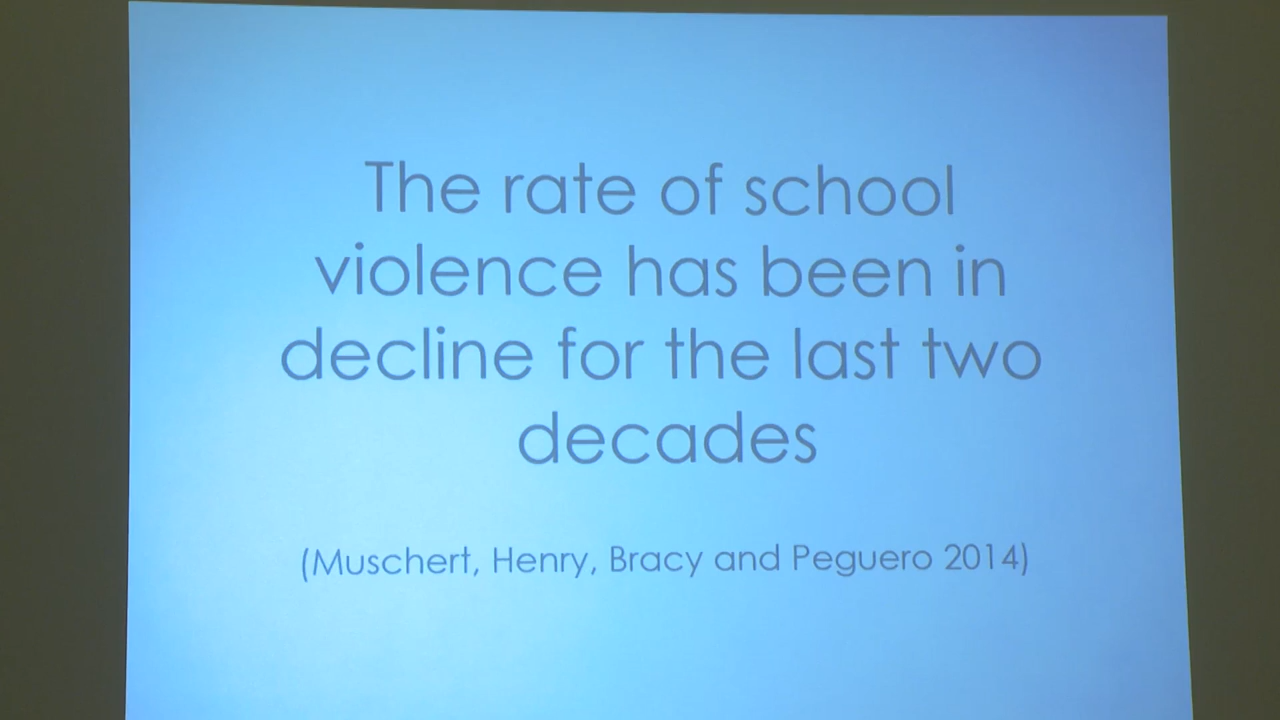 The rate of school
violence has been in
decline for the last two
decades
(Muschert, Henry, Bracy and Peguero 2014)